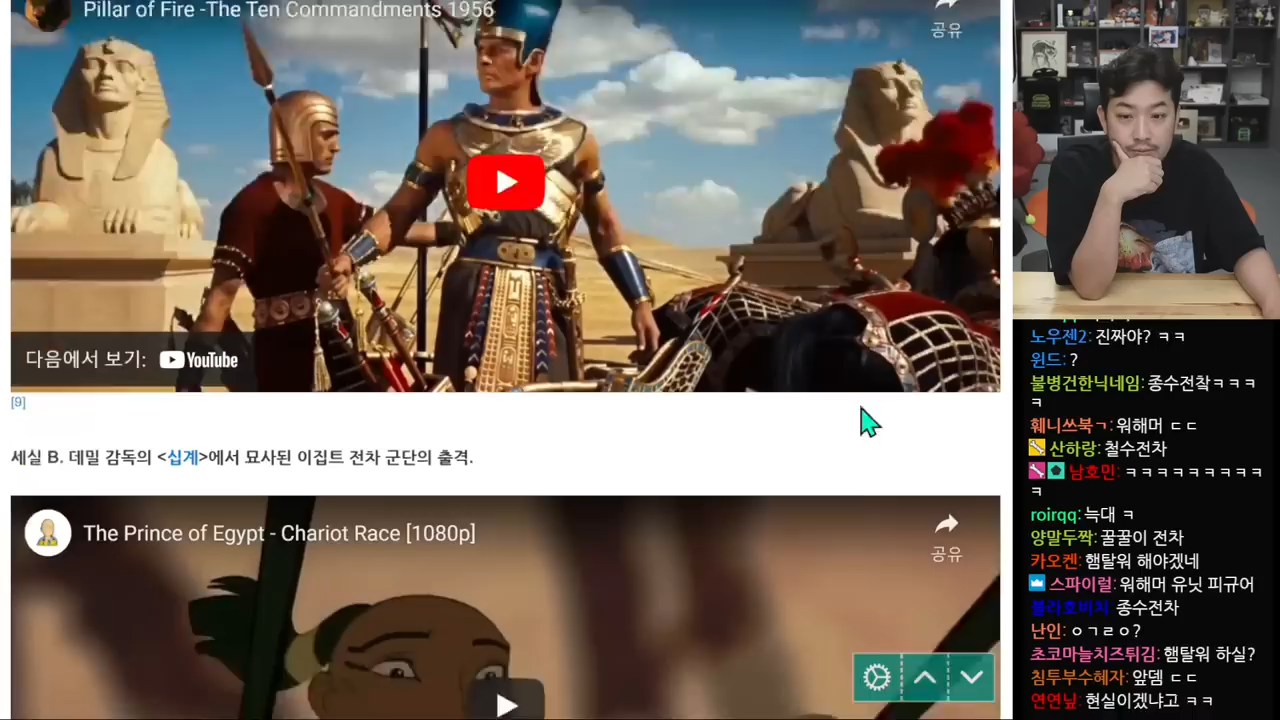 Pillar of Fire -The Ten Commandments 1956
공유
다음에서 보기: YouTube
[9]
세실 B. 데밀 감독의 <십계>에서 묘사된 이집트 전차 군단의 출격.
The Prince of Egypt - Chariot Race [1080p]
공유
노우젠2: 진짜야? ㅋㅋ
윈드: ?
불병건한닉네임: 종수전착ㅋㅋㅋ
ㅋ
훼니쓰북ㄱ: 워해머 ㄷㄷ
산하랑: 철수전차
남호민: ㅋㅋㅋㅋㅋㅋㅋㅋㅋ
ㅋ
roirqq: 늑대 ㅋ
양말두짝: 꿀꿀이 전차
카오켄: 햄탈워 해야겠네
스파이럴: 워해머 유닛 피규어
종수전차
난인: ㅇㄱㄹㅇ?
초코마늘치즈튀김: 햄탈워 하실?
침투부수혜자: 앞뎀 ㄷㄷ
연연닢: 현실이겠냐고 ㅋㅋ